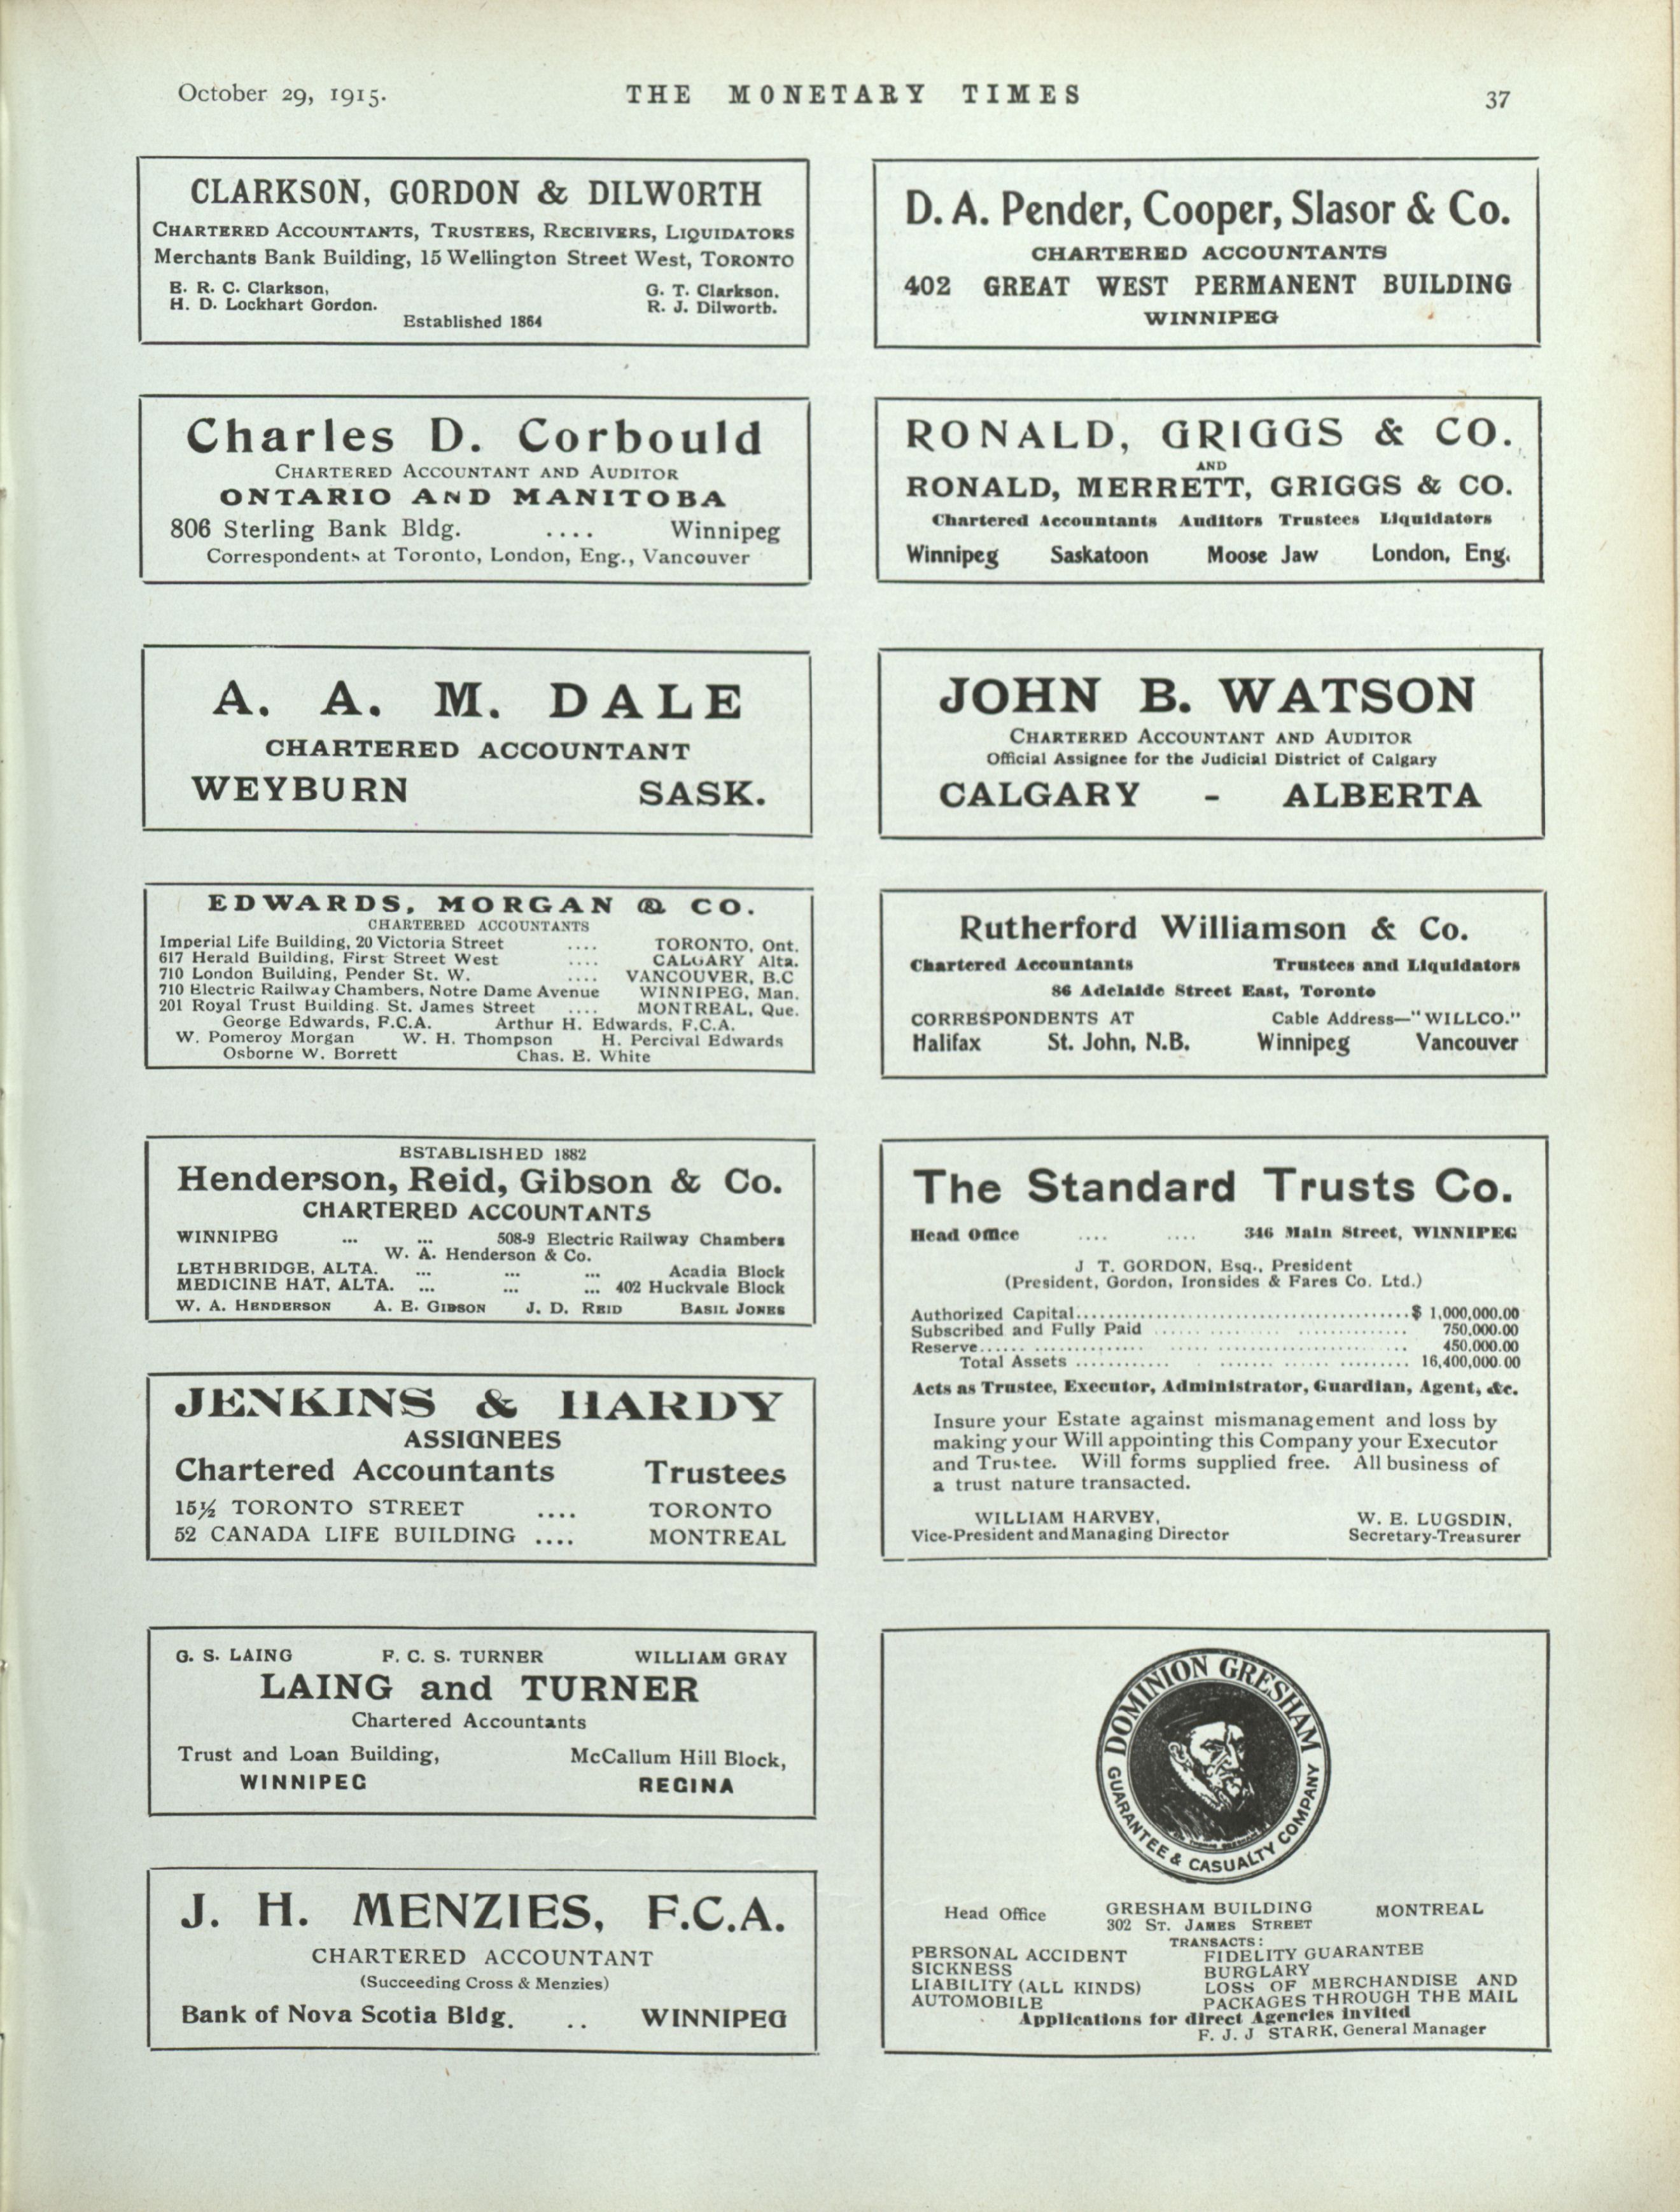 October 29, 1915.
THE MONETARY TIMES
37
CLARKSON, GORDON & DILWORTH
CHARTERED ACCOUNTANTS, TRUSTEES, RECEIVERS, LIQUIDATORS
Merchants Bank Building, 15 Wellington Street West, TORONTO
E. R. C. Clarkson, G. T. Clarkson.
H. D. Lockhart Gordon. R. J. Dilworth.
Established 1864
Charles D. Corbould
CHARTERED ACCOUNTANT AND AUDITOR
ONTARIO AND MANITOBA
806 Sterling Bank Bldg. .... Winnipeg
Correspondents at Toronto, London, Eng., Vancouver
A. A. M. DALE
CHARTERED ACCOUNTANT
WEYBURN SASK.
EDWARDS, MORGAN & CO.
CHARTERED ACCOUNTANTS
Imperial Life Building, 20 Victoria Street .... TORONTO, Ont.
617 Herald Building, First Street West .... CALGARY Alta.
710 London Building, Pender St. W. .... VANCOUVER, B.C
710 Electric Railway Chambers, Notre Dame Avenue WINNIPEG, Man.
201 Royal Trust Building. St. James Street .... MONTREAL, Que.
George Edwards, F.C.A. Arthur H. Edwards, F.C.A.
W. Pomeroy Morgan W. H. Thompson H. Percival Edwards
Osborne W. Borrett Chas. E. White
ESTABLISHED 1882
Henderson, Reid, Gibson & Co.
CHARTERED ACCOUNTANTS
WINNIPEG ... ... 508-9 Electric Railway Chambers
W. A. Henderson & Co.
LETHBRIDGE, ALTA. ... ... ... Acadia Block
MEDICINE HAT, ALTA. ... ... ... 402 Huckvale Block
W. A. HENDERSON A. E. GIBSON J. D. REID BASIL JONES
JENKINS & HARDY
ASSIGNEES
Chartered Accountants Trustees
15½ TORONTO STREET .... TORONTO
52 CANADA LIFE BUILDING .... MONTREAL
G. S. LAING F. C. S. TURNER WILLIAM GRAY
LAING and TURNER
Chartered Accountants
Trust and Loan Building, McCallum Hill Block,
WINNIPEG REGINA
J. H. MENZIES, F.C.A.
CHARTERED ACCOUNTANT
(Succeeding Cross & Menzies)
Bank of Nova Scotia Bldg. .. WINNIPEG
D. A. Pender, Cooper, Slasor & Co.
CHARTERED ACCOUNTANTS
402 GREAT WEST PERMANENT BUILDING
WINNIPEG
RONALD, GRIGGS & CO.
AND
RONALD, MERRETT, GRIGGS & CO.
Chartered Accountants Auditors Trustees Liquidators
Winnipeg Saskatoon Moose Jaw London, Eng.
JOHN B. WATSON
CHARTERED ACCOUNTANT AND AUDITOR
Official Assignee for the Judicial District of Calgary
CALGARY - ALBERTA
Rutherford Williamson & Co.
Chartered Accountants Trustees and Liquidators
86 Adelaide Street East, Toronto
CORRESPONDENTS AT Cable Address—"WILLCO."
Halifax St. John, N.B. Winnipeg Vancouver
The Standard Trusts Co.
Head Office .... .... 346 Main Street, WINNIPEG
J T. GORDON, Esq., President
(President, Gordon, Ironsides & Fares Co. Ltd.)
Authorized Capital........................$ 1,000,000.00
Subscribed and Fully Paid ........................ 750,000.00
Reserve........................ 450,000.00
Total Assets ........................ 16,400,000.00
Acts as Trustee, Executor, Administrator, Guardian, Agent, &c.
Insure your Estate against mismanagement and loss by
making your Will appointing this Company your Executor
and Trustee. Will forms supplied free. All business of
a trust nature transacted.
WILLIAM HARVEY, W. E. LUGSDIN,
Vice-President and Managing Director Secretary-Treasurer
DOMINION GRESHAM
GUARANTEE & CASUALTY COMPANY
Head Office GRESHAM BUILDING MONTREAL
302 ST. JAMES STREET
TRANSACTS:
PERSONAL ACCIDENT FIDELITY GUARANTEE
SICKNESS BURGLARY
LIABILITY (ALL KINDS) LOSS OF MERCHANDISE AND
AUTOMOBILE PACKAGES THROUGH THE MAIL
Applications for direct Agencies invited
F. J. J STARK, General Manager